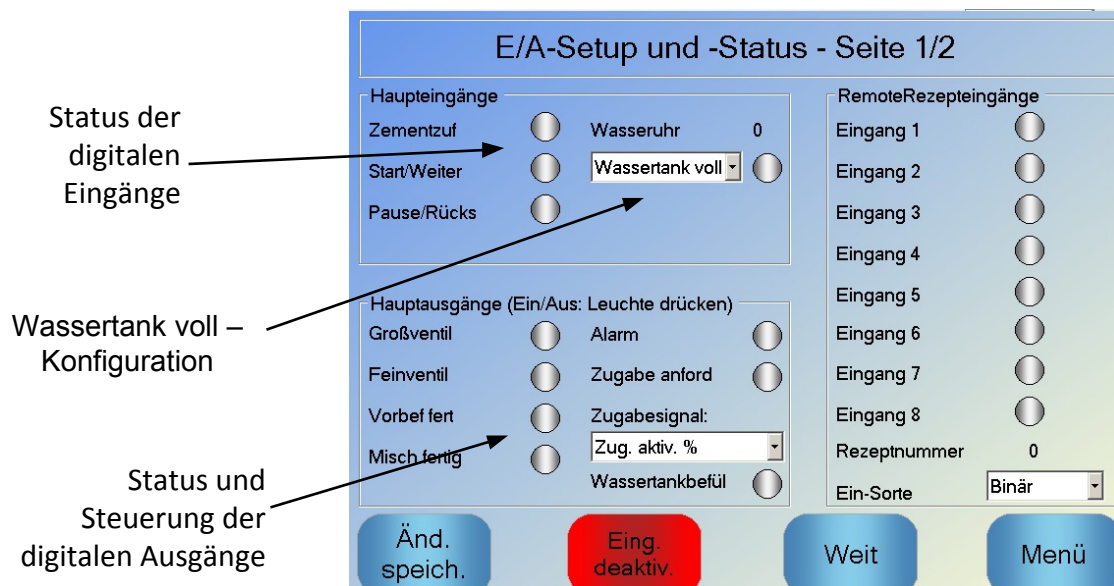 E/A-Setup und -Status - Seite 1/2
Status der
digitalen
Eingänge
Wassertank voll –
Konfiguration
Status und
Steuerung der
digitalen Ausgänge
Haupteingänge
Zementzuf
Wasseruhr 0
Start/Weiter
Wassertank voll
Pause/Rücks
Hauptausgänge (Ein/Aus: Leuchte drücken)
Großventil
Alarm
Feinventil
Zugabe anford
Vorbef fert
Zugabesignal:
Misch fertig
Zug. aktiv. %
Wassertankbefül
RemoteRezepteingänge
Eingang 1
Eingang 2
Eingang 3
Eingang 4
Eingang 5
Eingang 6
Eingang 7
Eingang 8
Rezeptnummer 0
Ein-Sorte Binär
Änd.
speich.
Eing.
deaktiv.
Weit
Menü